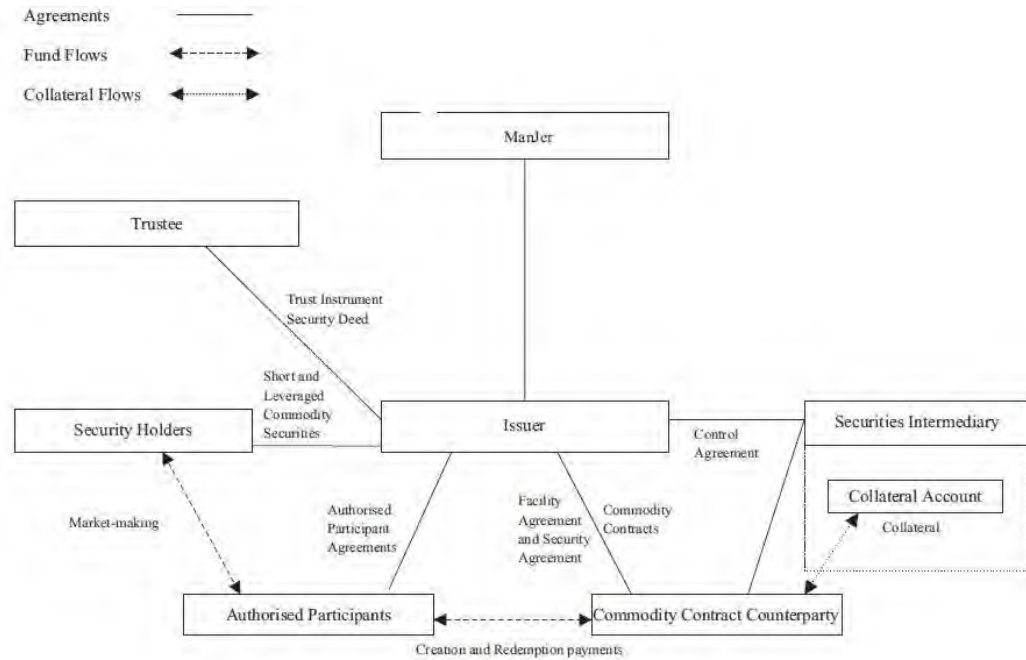 Agreements
Fund Flows
Collateral Flows
ManJer
Trustee
Trust Instrument
Security Deed
Short and
Leveraged
Commodity
Securities
Security Holders
Issuer
Securities Intermediary
Control
Agreement
Collateral Account
Collateral
Market-making
Authorised
Participant
Agreements
Facility
Agreement
and Security
Agreement
Commodity
Contracts
Authorised Participants
Commodity Contract Counterparty
Creation and Redemption payments